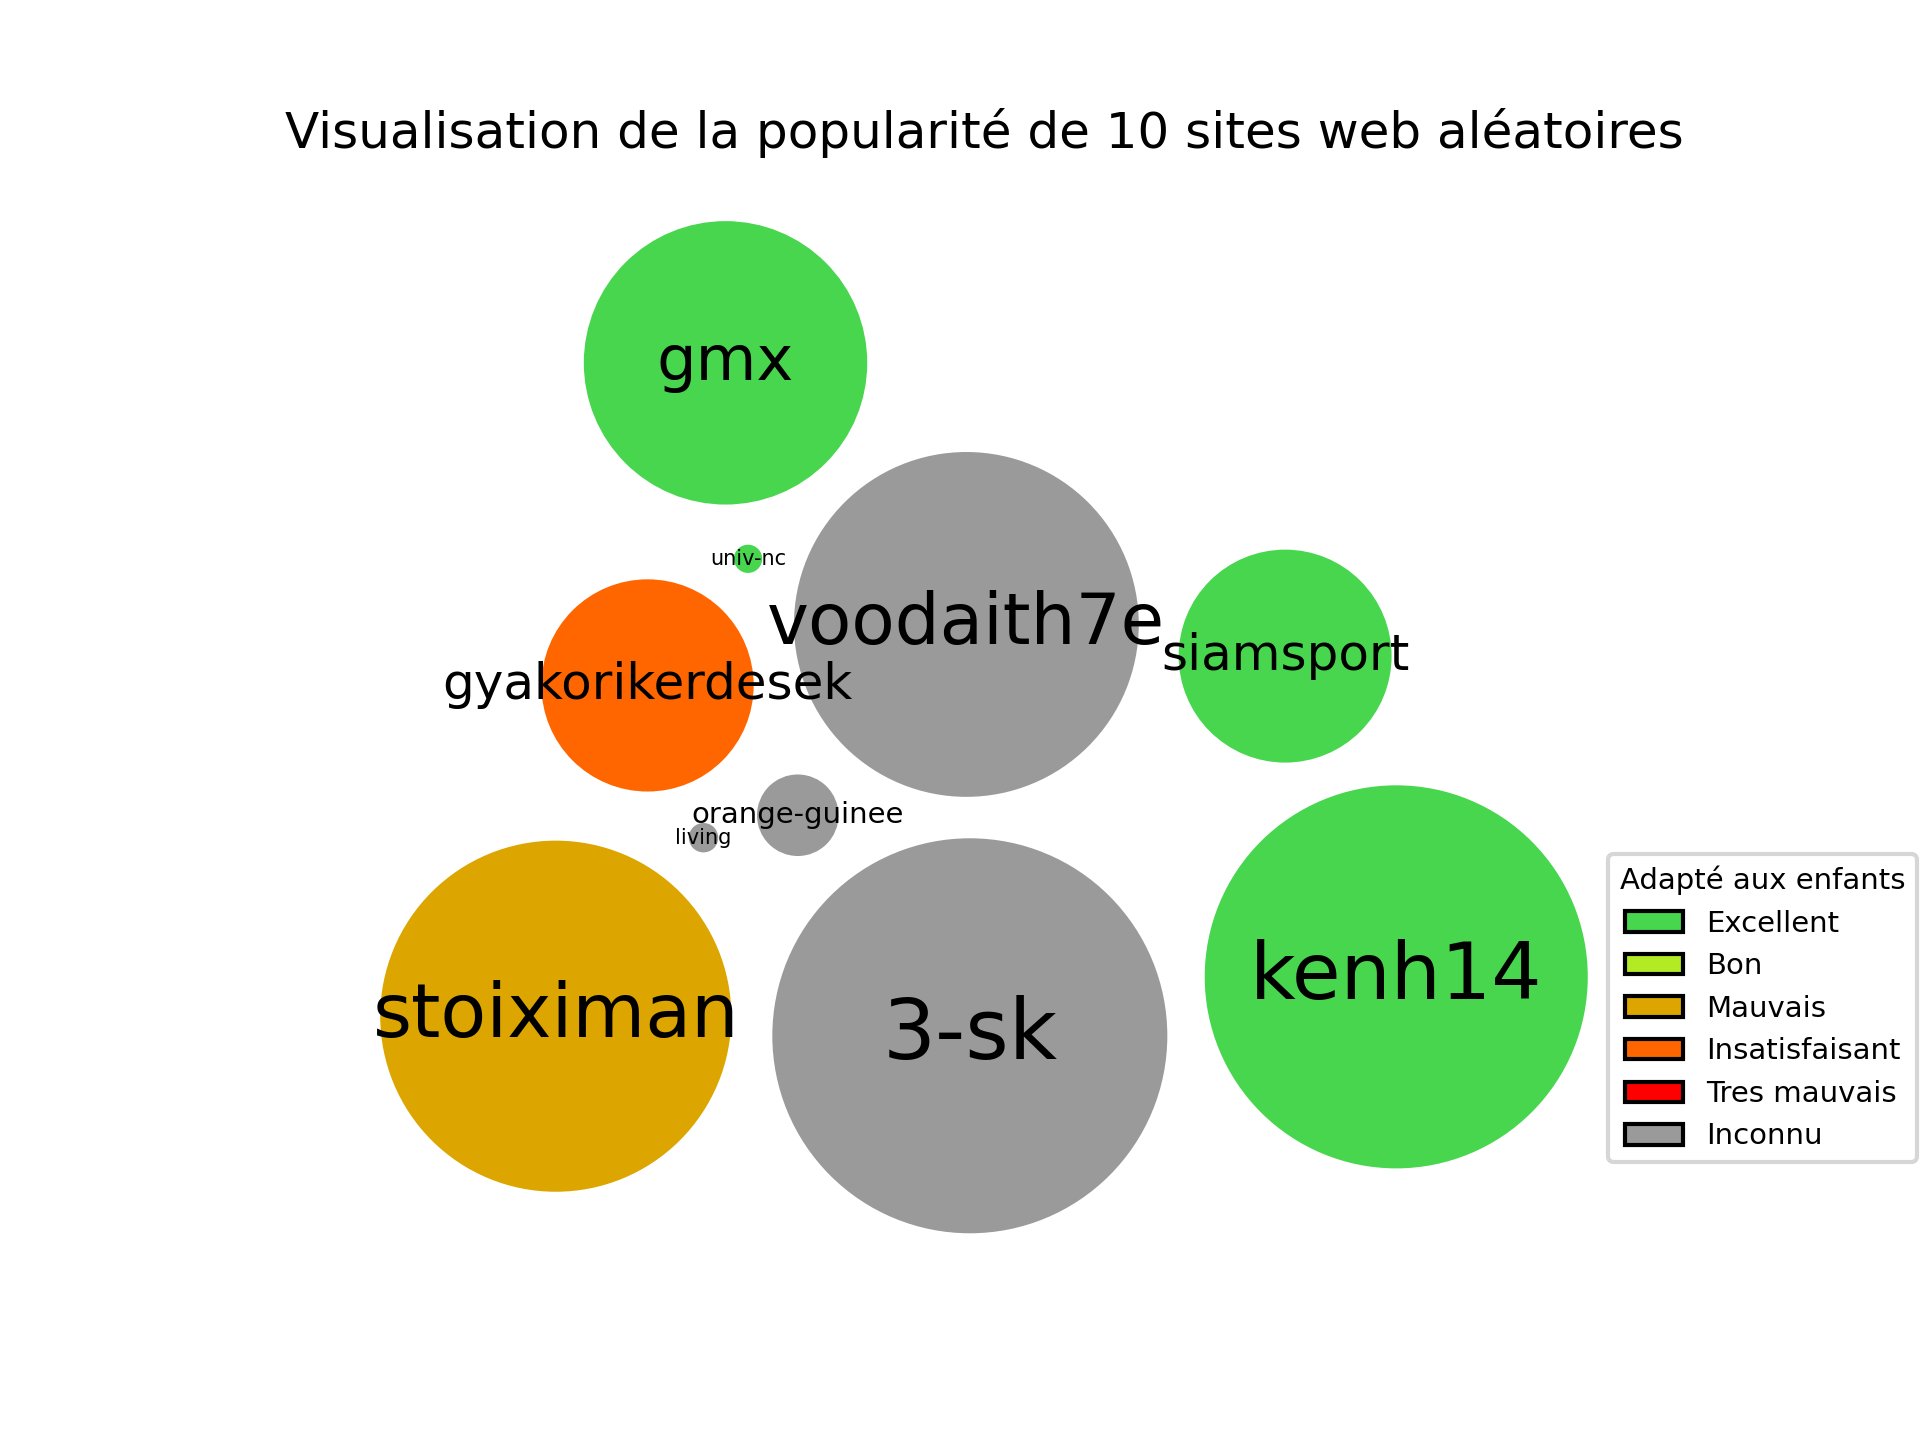 Visualisation de la popularité de 10 sites web aléatoires
gmx
univ-nc
voodaith7e
siamsport
gyakorikerdesek
orange-guinee
living
stoiximan
3-sk
kenh14
Adapté aux enfants
Excellent
Bon
Mauvais
Insatisfaisant
Tres mauvais
Inconnu